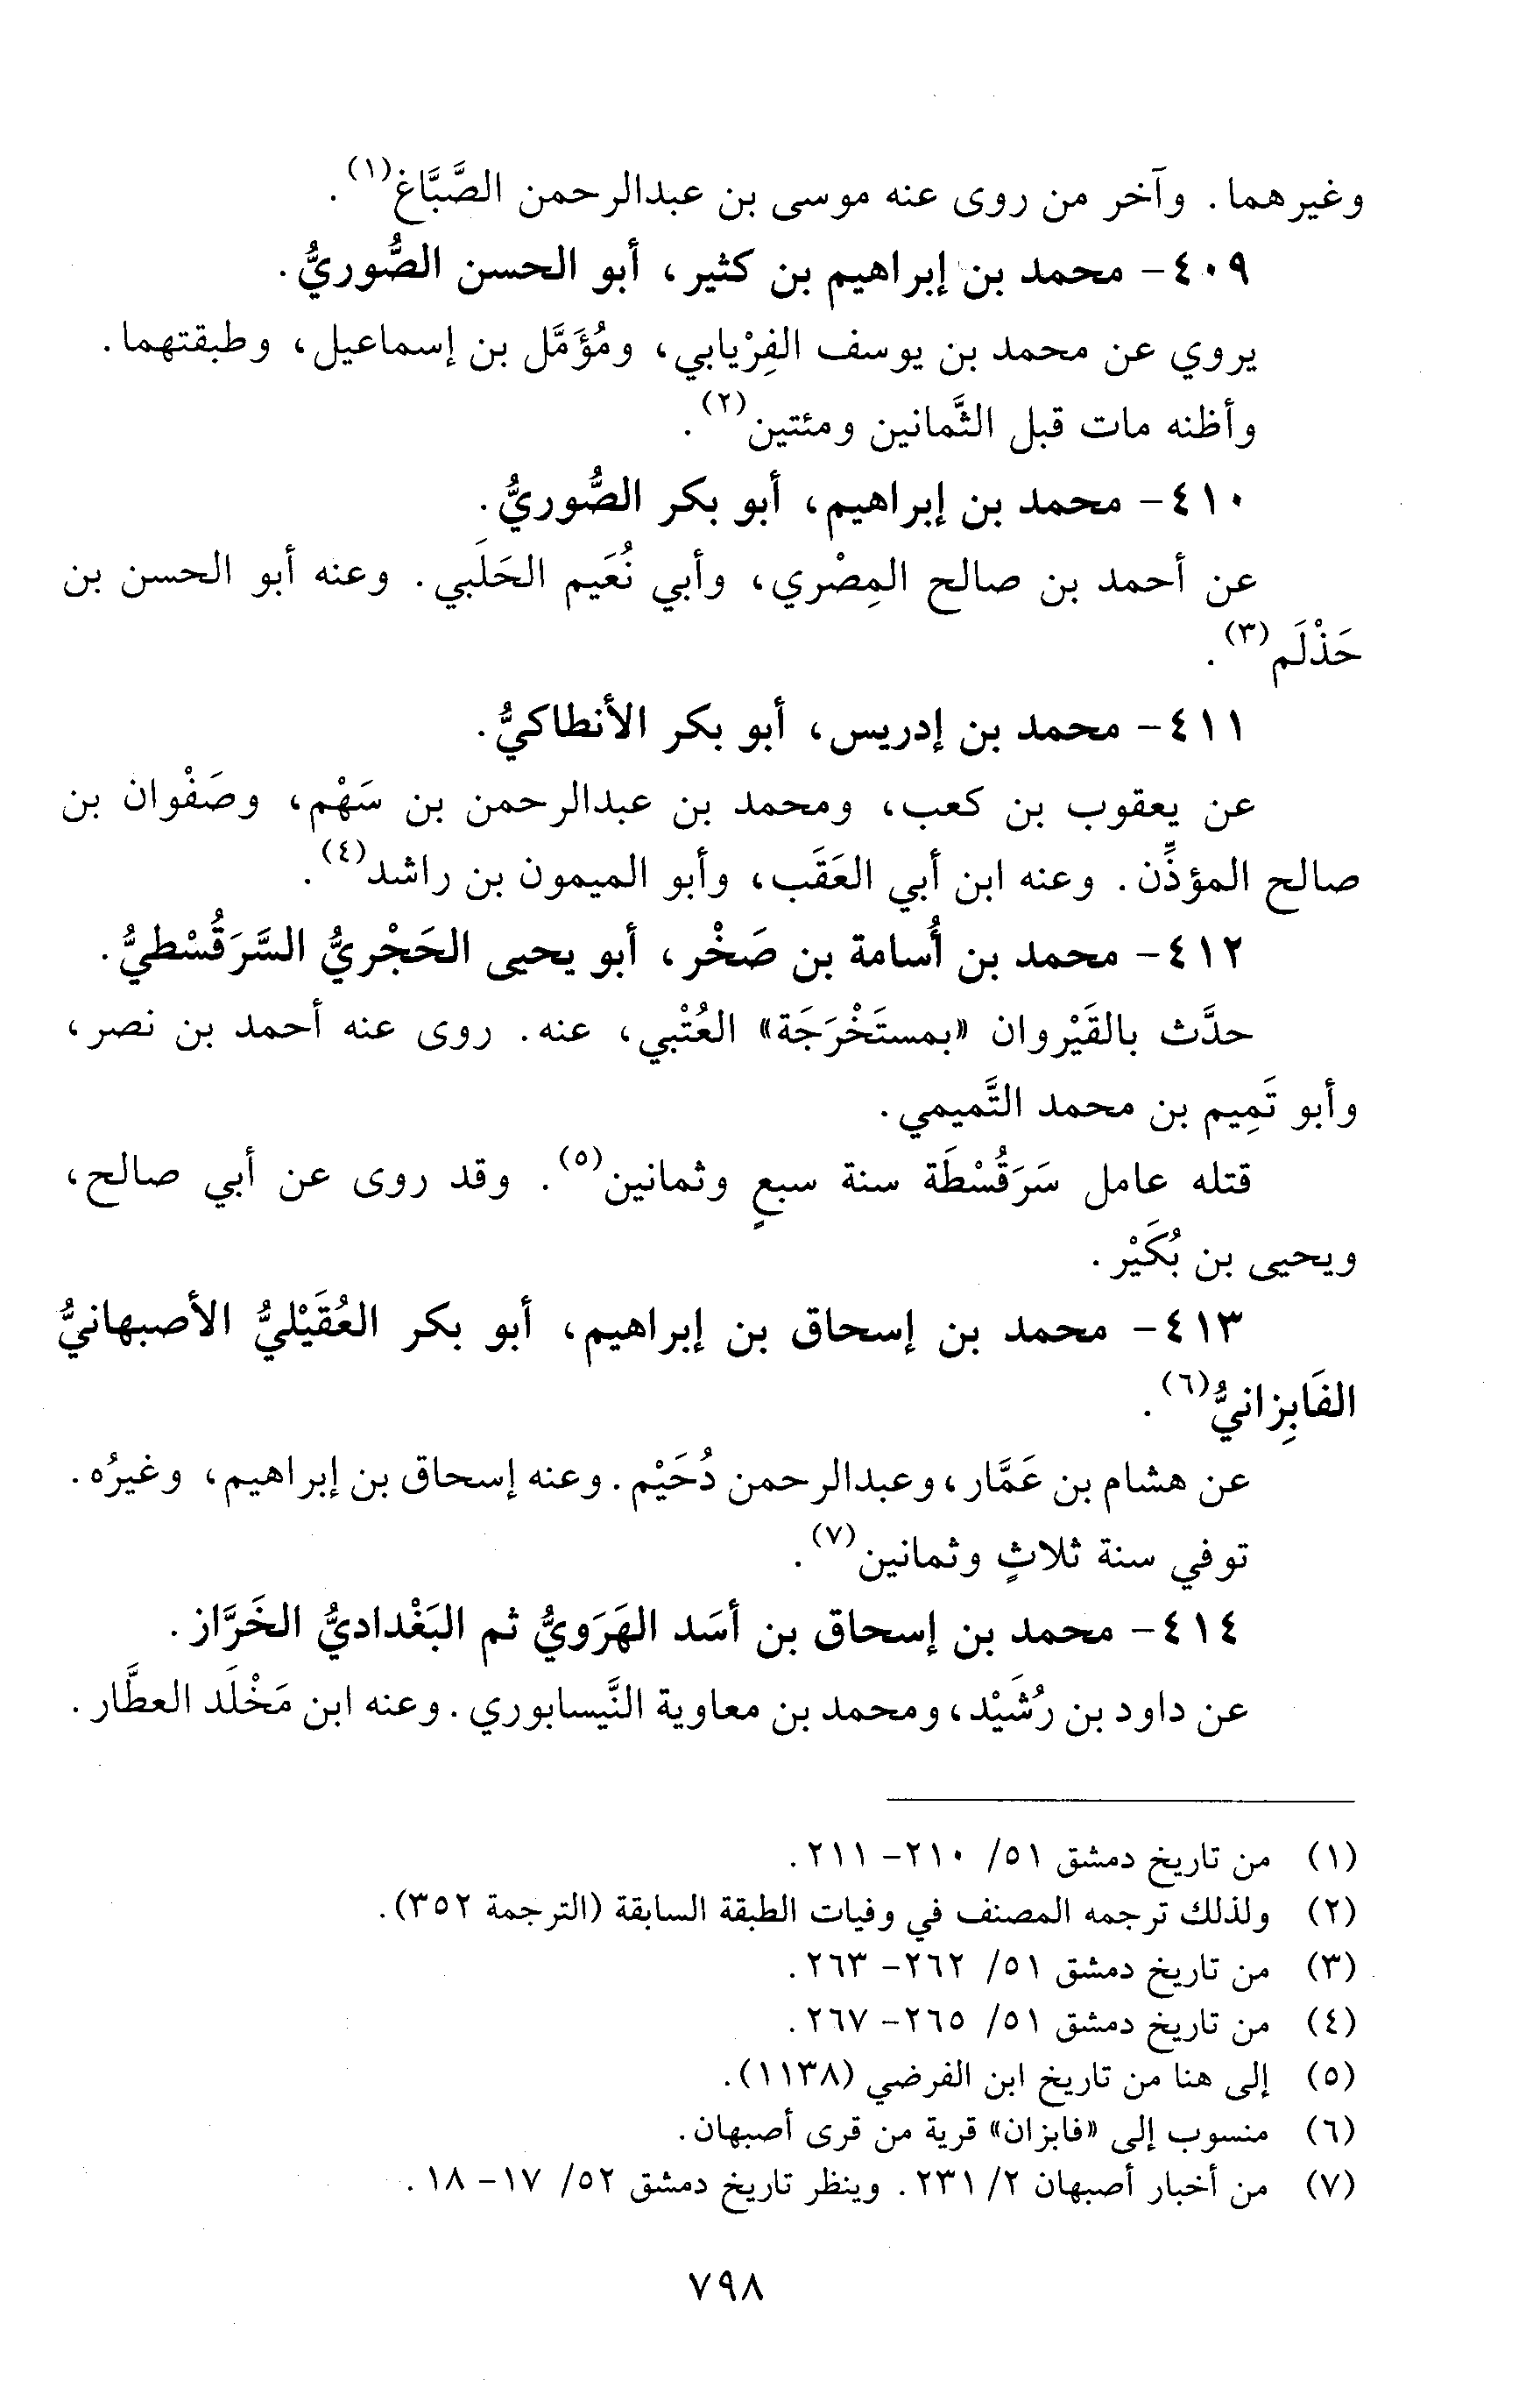 وغيرهما. وآخر من روى عنه موسى بن عبدالرحمن الصَّبَّاغ(١).
٤٠٩- محمد بن إبراهيم بن كثير، أبو الحسن الصُّوريُّ.
يروي عن محمد بن يوسف الفِرْيابي، ومُؤَمَّل بن إسماعيل، وطبقتهما.
وأظنه مات قبل الثَّمانين ومئتين(٢).
٤١٠- محمد بن إبراهيم، أبو بكر الصُّوريُّ.
عن أحمد بن صالح المِصْري، وأبي نُعَيم الحَلَبي. وعنه أبو الحسن بن
حَذْلَم(٣).
٤١١- محمد بن إدريس، أبو بكر الأنطاكيُّ.
عن يعقوب بن كعب، ومحمد بن عبدالرحمن بن سَهْم، وصَفْوان بن
صالح المؤذِّن. وعنه ابن أبي العَقَب، وأبو الميمون بن راشد(٤).
٤١٢- محمد بن أُسامة بن صَخْر، أبو يحيى الحَجْريُّ السَّرَقُسْطيُّ.
حدَّث بالقَيْروان «بمستَخْرَجَة» العُتْبي، عنه. روى عنه أحمد بن نصر،
وأبو تَمِيم بن محمد التَّميمي.
قتله عامل سَرَقُسْطَة سنة سبعٍ وثمانين(٥). وقد روى عن أبي صالح،
ويحيى بن بُكَيْر.
٤١٣- محمد بن إسحاق بن إبراهيم، أبو بكر العُقَيْليُّ الأصبهانيُّ
الفَابِزانيُّ(٦).
عن هشام بن عَمَّار، وعبدالرحمن دُحَيْم. وعنه إسحاق بن إبراهيم، وغيرُه.
توفي سنة ثلاثٍ وثمانين(٧).
٤١٤- محمد بن إسحاق بن أسَد الهَرَويُّ ثم البَغْداديُّ الخَرَّاز.
عن داود بن رُشَيْد، ومحمد بن معاوية النَّيسابوري. وعنه ابن مَخْلَد العطَّار.
(١) من تاريخ دمشق ٥١/ ٢١٠- ٢١١.
(٢) ولذلك ترجمه المصنف في وفيات الطبقة السابقة (الترجمة ٣٥٢).
(٣) من تاريخ دمشق ٥١/ ٢٦٢- ٢٦٣.
(٤) من تاريخ دمشق ٥١/ ٢٦٥- ٢٦٧.
(٥) إلى هنا من تاريخ ابن الفرضي (١١٣٨).
(٦) منسوب إلى «فابزان» قرية من قرى أصبهان.
(٧) من أخبار أصبهان ٢/ ٢٣١. وينظر تاريخ دمشق ٥٢/ ١٧- ١٨.
٧٩٨